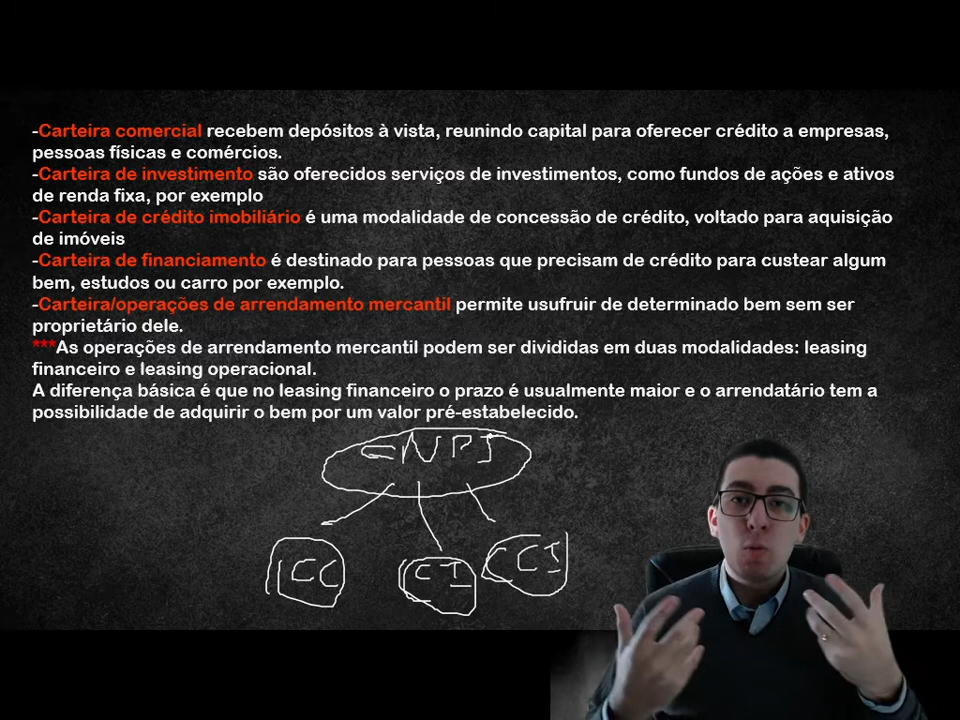 -Carteira comercial recebem depósitos à vista, reunindo capital para oferecer crédito a empresas,
pessoas físicas e comércios.
-Carteira de investimento são oferecidos serviços de investimentos, como fundos de ações e ativos
de renda fixa, por exemplo
-Carteira de crédito imobiliário é uma modalidade de concessão de crédito, voltado para aquisição
de imóveis
-Carteira de financiamento é destinado para pessoas que precisam de crédito para custear algum
bem, estudos ou carro por exemplo.
-Carteira/operações de arrendamento mercantil permite usufruir de determinado bem sem ser
proprietário dele.
***As operações de arrendamento mercantil podem ser divididas em duas modalidades: leasing
financeiro e leasing operacional.
A diferença básica é que no leasing financeiro o prazo é usualmente maior e o arrendatário tem a
possibilidade de adquirir o bem por um valor pré-estabelecido.
CNPJ
CC CI CCI